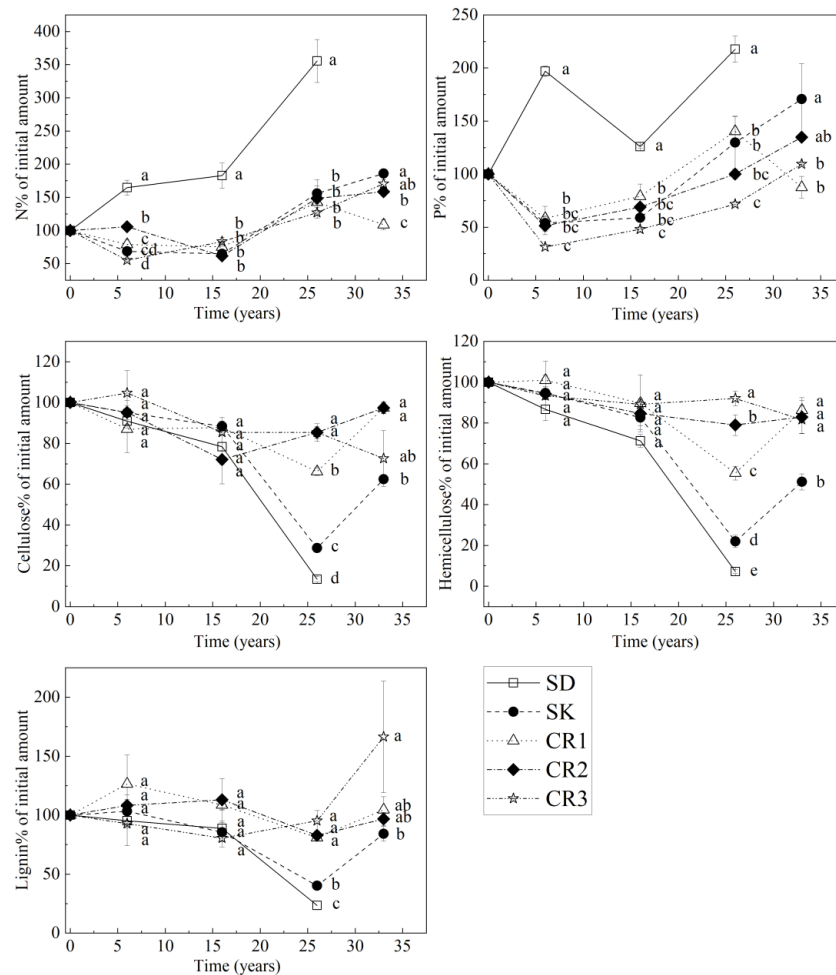 N% of initial amount
400
350
300
250
200
150
100
50
a
a
a
b
c
cd
d
b
b
b
b
b
b
b
b
a
ab
b
c
0 5 10 15 20 25 30 35
Time (years)
P% of initial amount
250
200
150
100
50
0
a
a
a
b
bc
bc
c
b
bc
bc
c
b
b
bc
c
a
ab
b
b
0 5 10 15 20 25 30 35
Time (years)
Cellulose% of initial amount
120
100
80
60
40
20
0
a
a
a
a
a
a
a
a
a
a
a
a
b
c
d
a
a
ab
b
0 5 10 15 20 25 30 35
Time (years)
Hemicellulose% of initial amount
120
100
80
60
40
20
0
a
a
a
a
a
a
a
a
a
a
a
b
c
d
e
a
a
a
b
0 5 10 15 20 25 30 35
Time (years)
Lignin% of initial amount
200
150
100
50
0
a
a
a
a
a
a
a
a
a
a
a
a
a
b
c
a
ab
ab
b
0 5 10 15 20 25 30 35
Time (years)
SD
SK
CR1
CR2
CR3